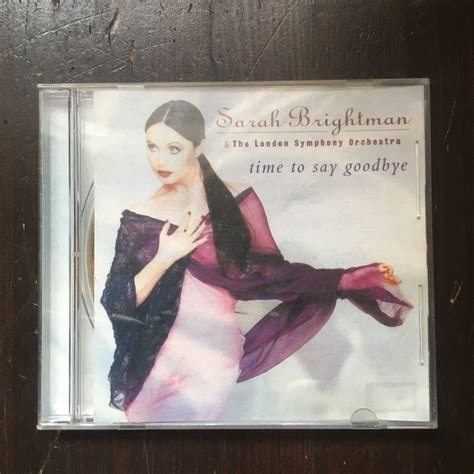 Sarah Brightman
& The London Symphony Orchestra
time to say goodbye